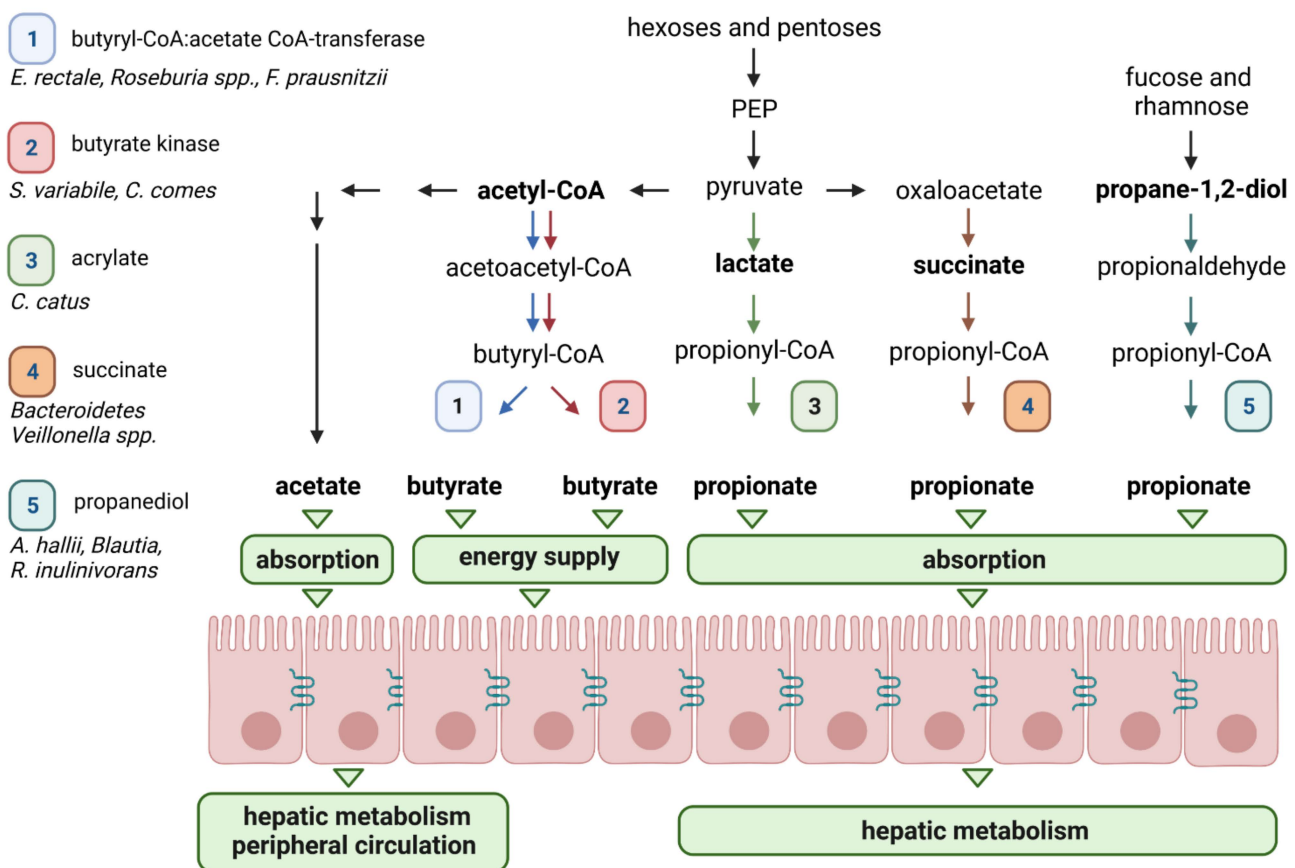 1 butyryl-CoA:acetate CoA-transferase
E. rectale, Roseburia spp., F. prausnitzii
2 butyrate kinase
S. variabile, C. comes
3 acrylate
C. catus
4 succinate
Bacteroidetes
Veillonella spp.
5 propanediol
A. hallii, Blautia,
R. inulinivorans
hexoses and pentoses
PEP
fucose and
rhamnose
acetyl-CoA pyruvate oxaloacetate propane-1,2-diol
acetoacetyl-CoA lactate succinate propionaldehyde
butyryl-CoA propionyl-CoA propionyl-CoA propionyl-CoA
1 2 3 4 5
acetate butyrate butyrate propionate propionate propionate
absorption energy supply absorption
hepatic metabolism
peripheral circulation
hepatic metabolism